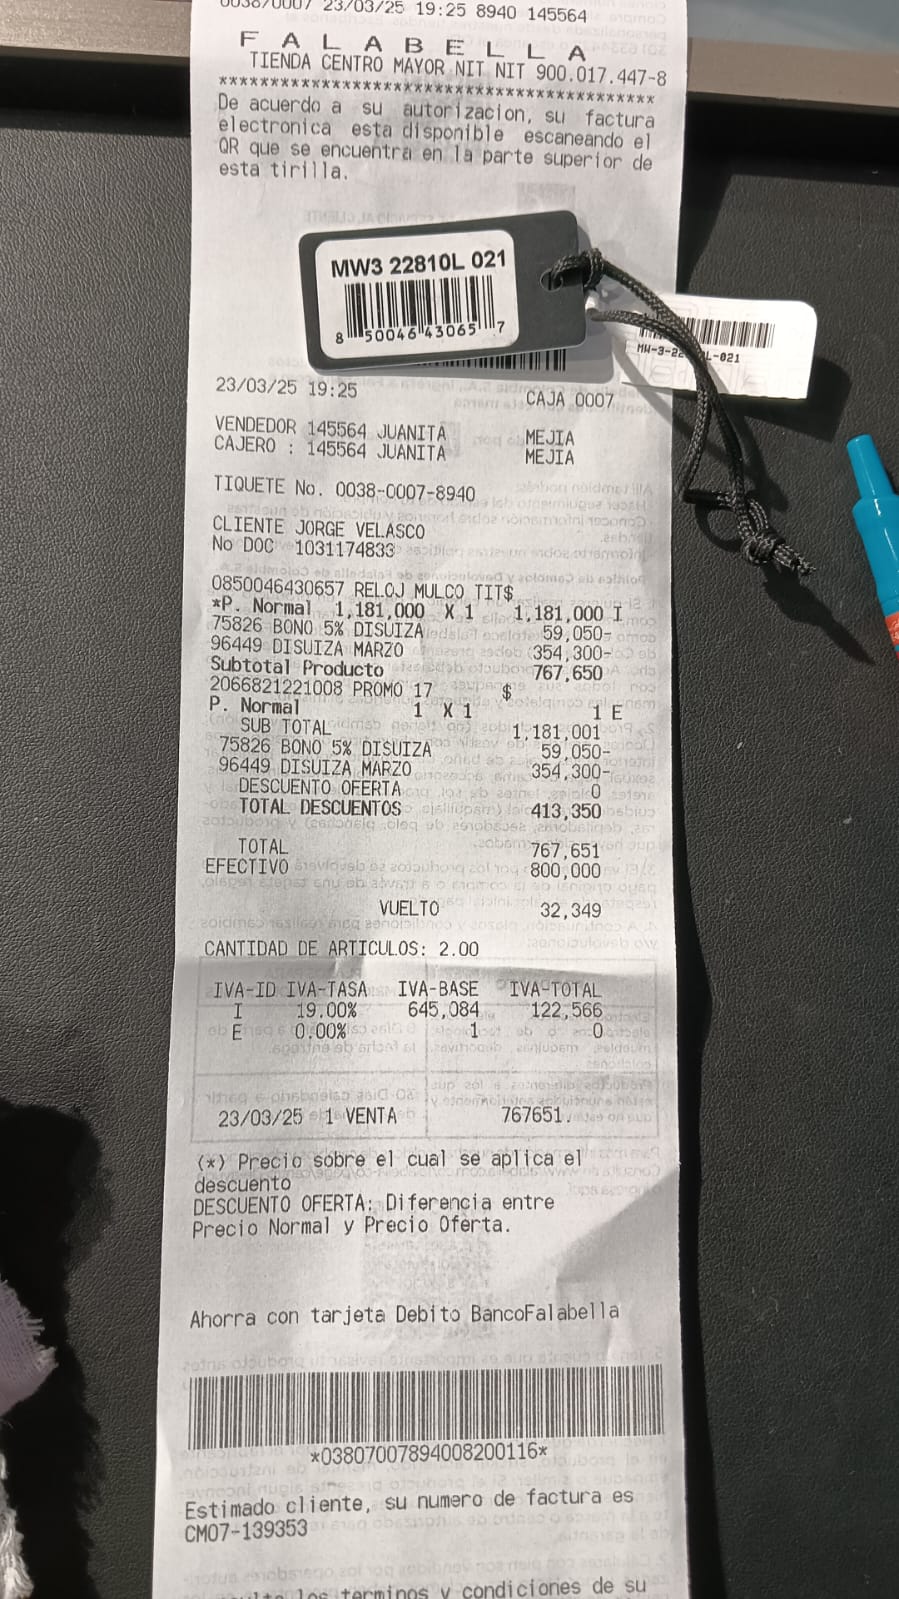 0038/0007 23/03/25 19:25 8940 145564
F A L A B E L L A
TIENDA CENTRO MAYOR NIT NIT 900.017.447-8
******************************************
De acuerdo a su autorizacion, su factura
electronica esta disponible escaneando el
QR que se encuentra en la parte superior de
esta tirilla.
MW3 22810L 021
8 50046 43065 7
23/03/25 19:25 CAJA 0007
VENDEDOR 145564 JUANITA MEJIA
CAJERO : 145564 JUANITA MEJIA
TIQUETE No. 0038-0007-8940
CLIENTE JORGE VELASCO
No DOC 1031174833
0850046430657 RELOJ MULCO TIT$
*P. Normal 1,181,000 X 1 1,181,000 I
75826 BONO 5% DISUIZA 59,050-
96449 DISUIZA MARZO 354,300-
Subtotal Producto 767,650
2066821221008 PROMO 17 $
P. Normal 1 X 1 1 E
SUB TOTAL 1,181,001
75826 BONO 5% DISUIZA 59,050-
96449 DISUIZA MARZO 354,300-
DESCUENTO OFERTA 0
TOTAL DESCUENTOS 413,350
TOTAL 767,651
EFECTIVO 800,000
VUELTO 32,349
CANTIDAD DE ARTICULOS: 2.00
IVA-ID IVA-TASA IVA-BASE IVA-TOTAL
I 19.00% 645,084 122,566
E 0.00% 1 0
23/03/25 1 VENTA 767651.
(*) Precio sobre el cual se aplica el
descuento
DESCUENTO OFERTA: Diferencia entre
Precio Normal y Precio Oferta.
Ahorra con tarjeta Debito BancoFalabella
*03807007894008200116*
Estimado cliente, su numero de factura es
CM07-139353
los terminos y condiciones de su